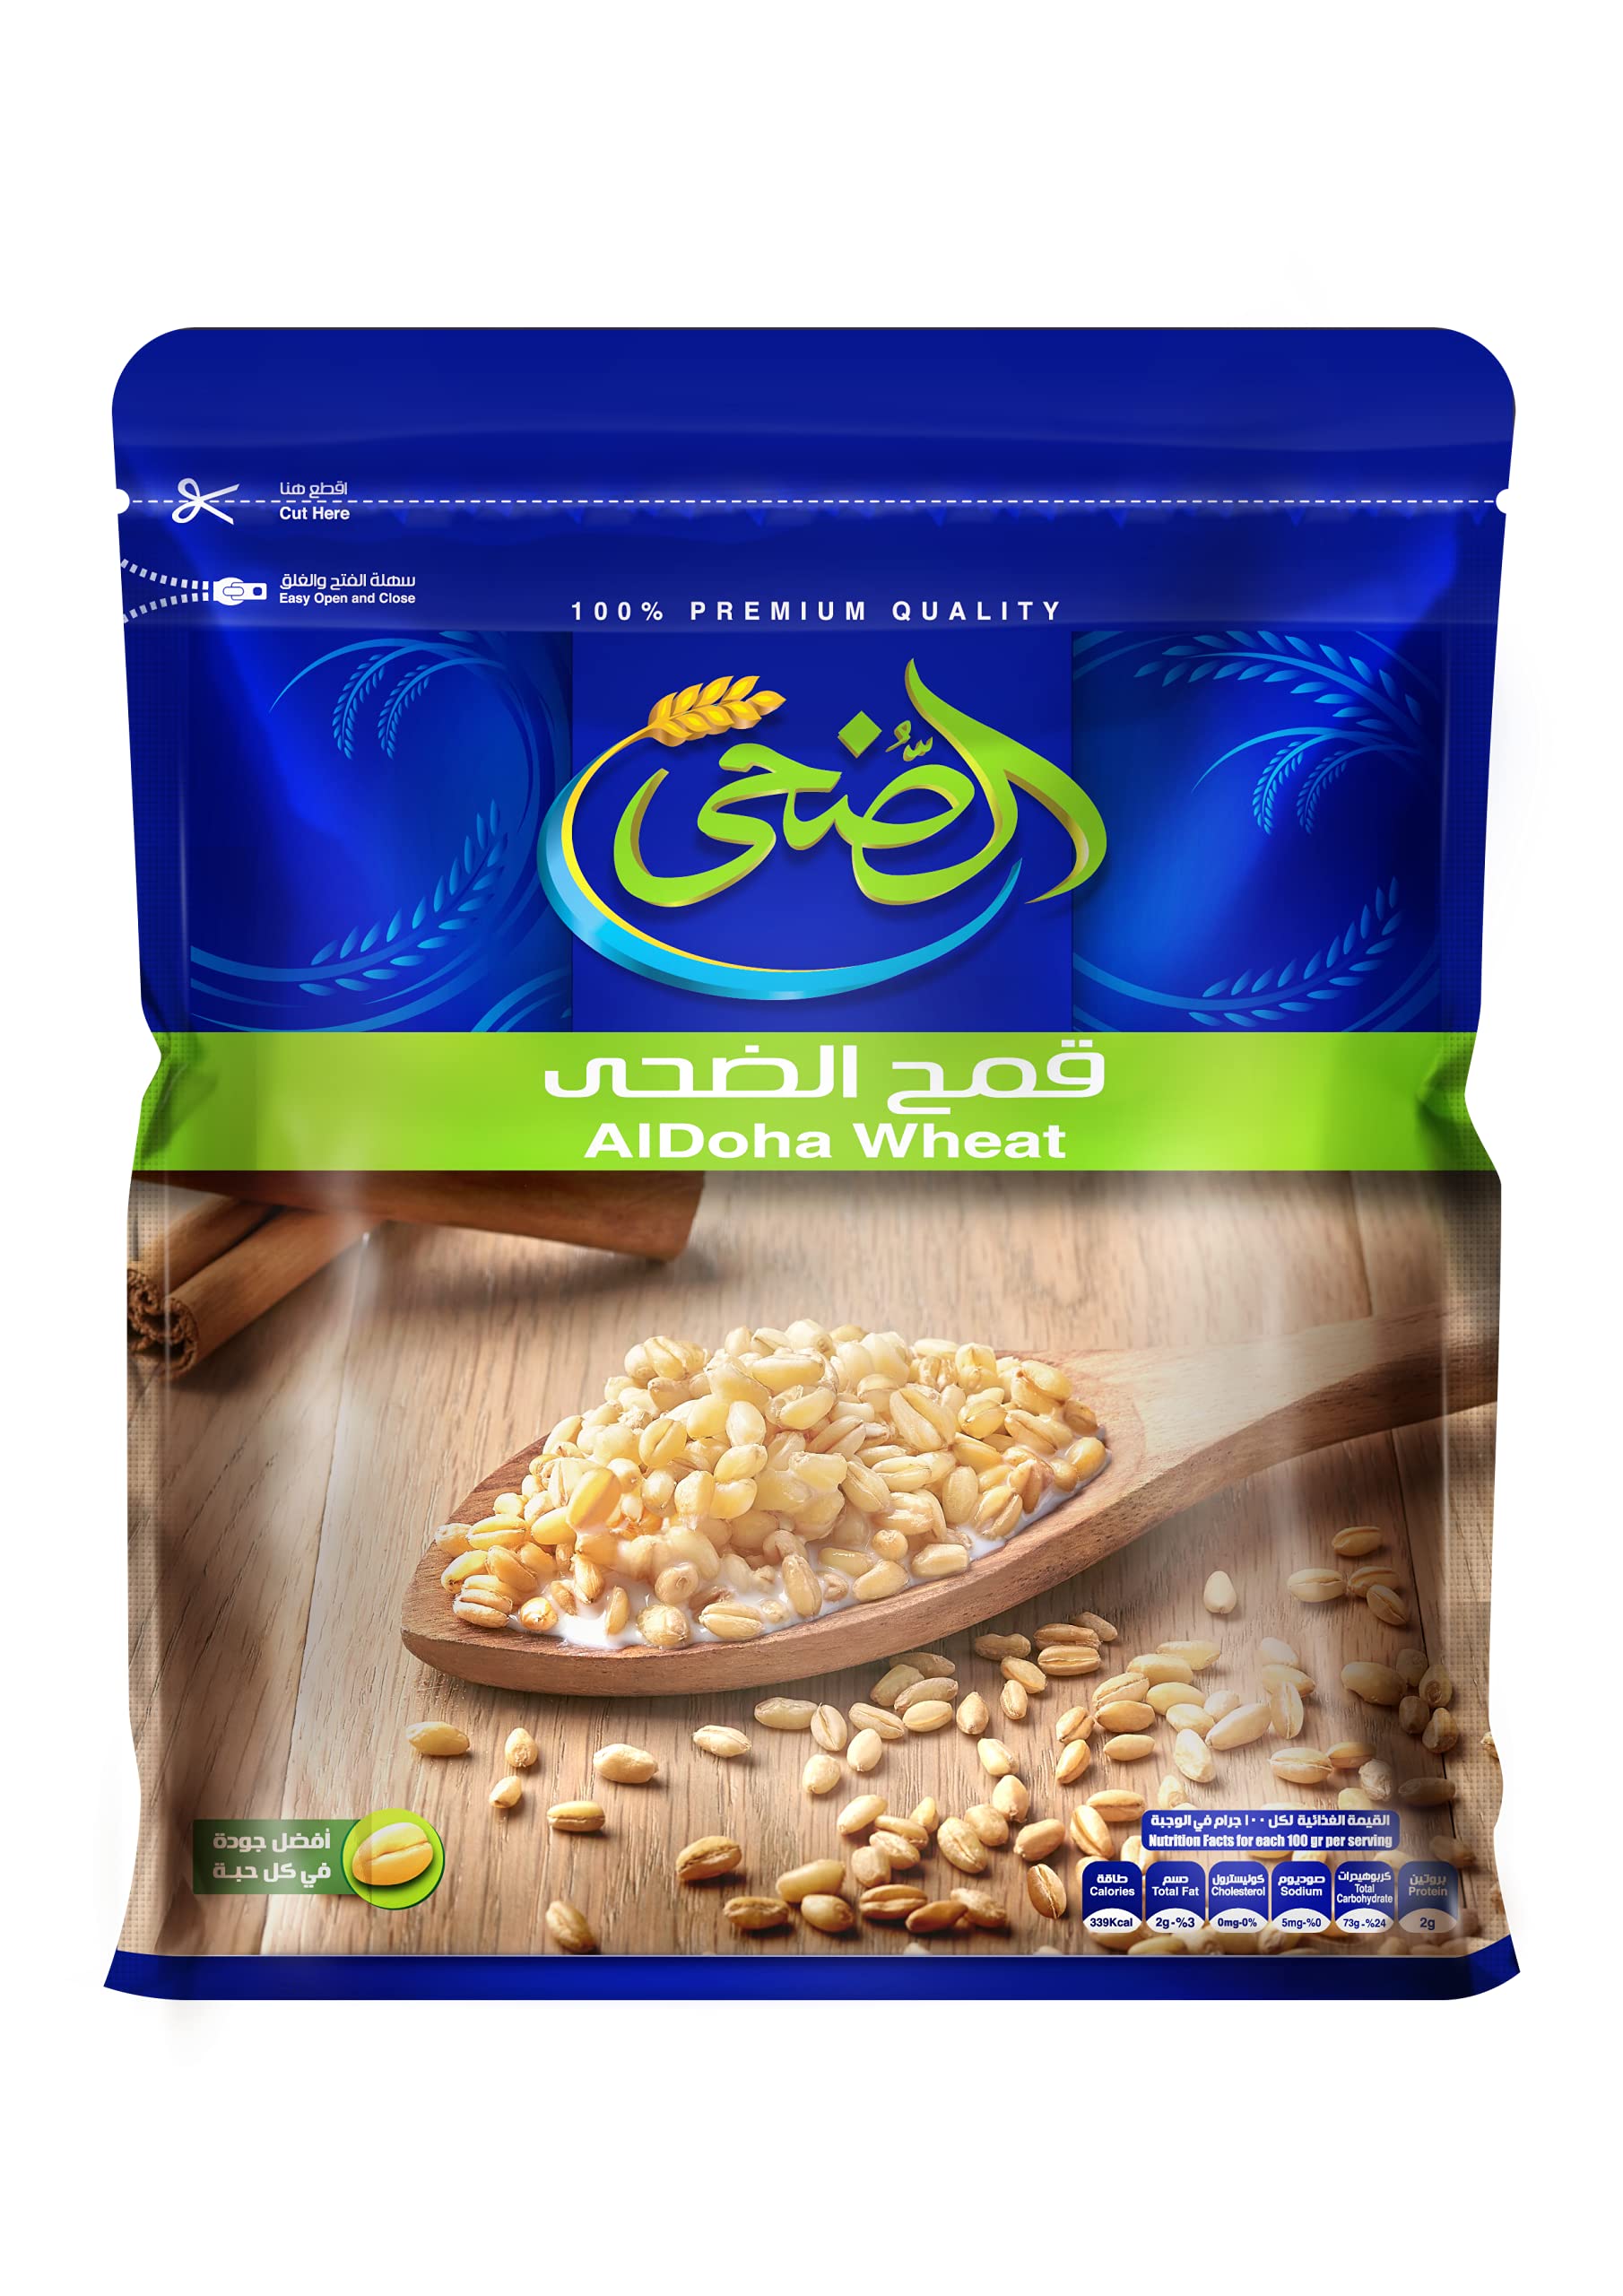 اقطع هنا
Cut Here
سهلة الفتح والغلق
Easy Open and Close
100% PREMIUM QUALITY
الضُّحى
قمح الضحى
AlDoha Wheat
أفضل جودة
في كل حبة
القيمة الغذائية لكل ١٠٠ جرام في الوجبة
Nutrition Facts for each 100 gr per serving
طاقة دسم كوليسترول صوديوم كربوهيدرات بروتين
Calories Total Fat Cholesterol Sodium Total Carbohydrate Protein
339Kcal 2g-%3 0mg-0% 5mg-%0 73g-%24 2g